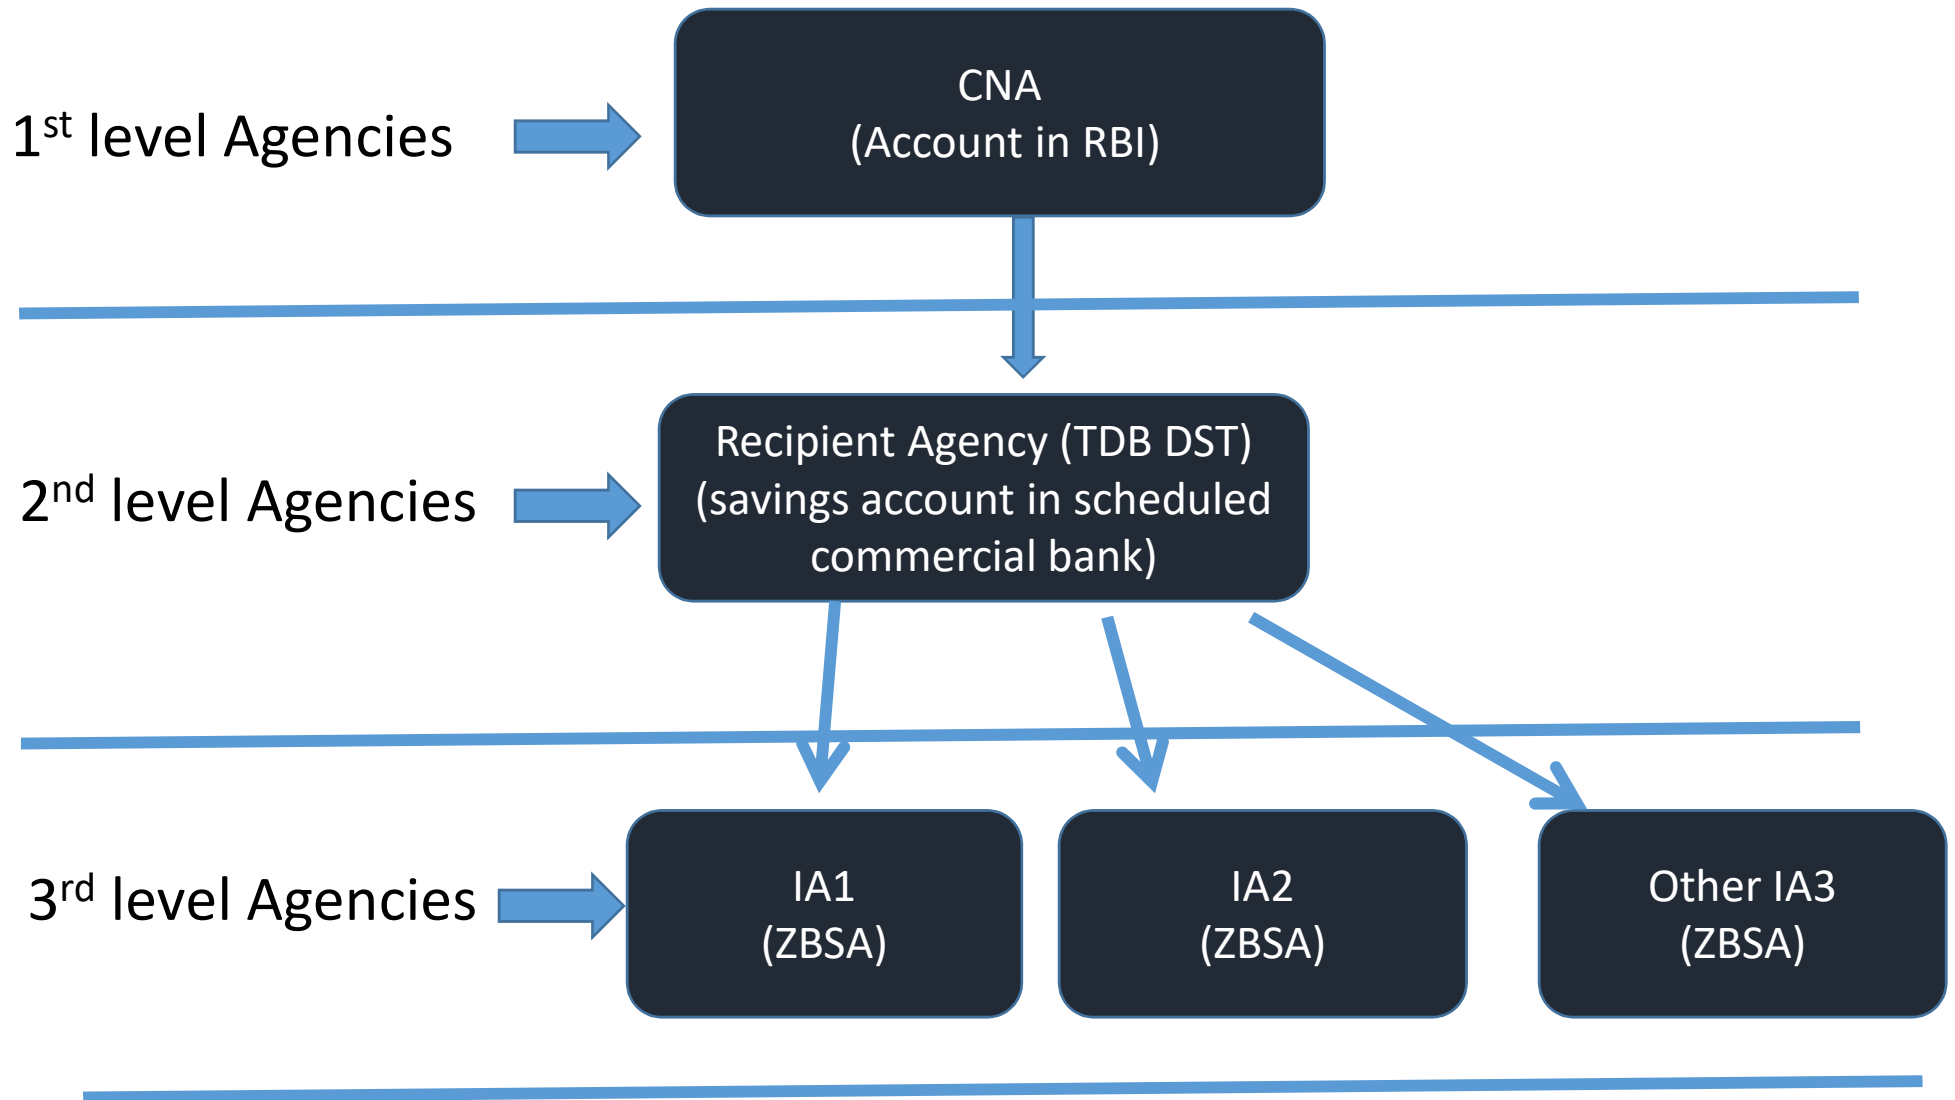 CNA
(Account in RBI)
1st level Agencies
Recipient Agency (TDB DST)
(savings account in scheduled
commercial bank)
2nd level Agencies
3rd level Agencies
IA1
(ZBSA)
IA2
(ZBSA)
Other IA3
(ZBSA)